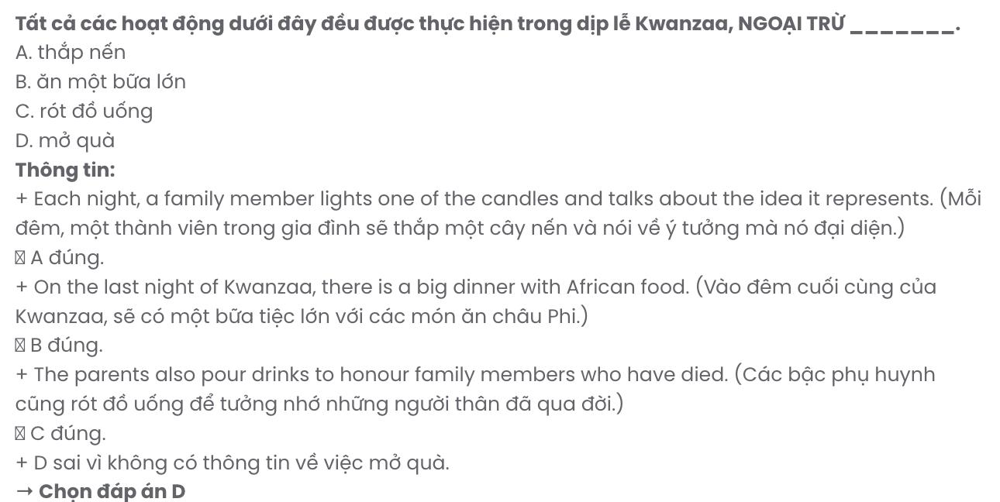 Tất cả các hoạt động dưới đây đều được thực hiện trong dịp lễ Kwanzaa, NGOẠI TRỪ _______.
A. thắp nến
B. ăn một bữa lớn
C. rót đồ uống
D. mở quà
Thông tin:
+ Each night, a family member lights one of the candles and talks about the idea it represents. (Mỗi
đêm, một thành viên trong gia đình sẽ thắp một cây nến và nói về ý tưởng mà nó đại diện.)
 A đúng.
+ On the last night of Kwanzaa, there is a big dinner with African food. (Vào đêm cuối cùng của
Kwanzaa, sẽ có một bữa tiệc lớn với các món ăn châu Phi.)
 B đúng.
+ The parents also pour drinks to honour family members who have died. (Các bậc phụ huynh
cũng rót đồ uống để tưởng nhớ những người thân đã qua đời.)
 C đúng.
+ D sai vì không có thông tin về việc mở quà.
→ Chọn đáp án D